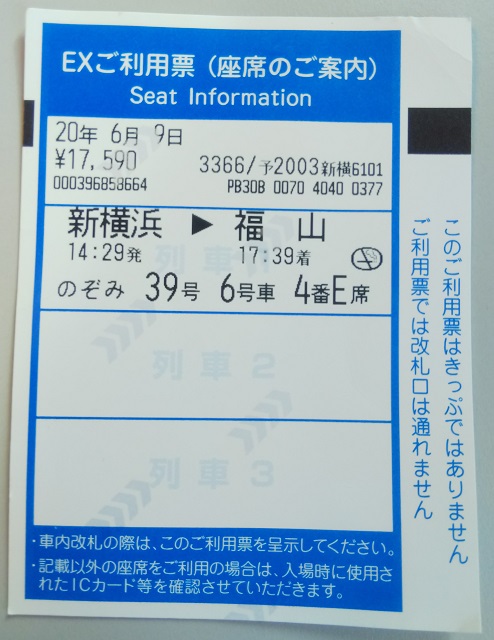 EXご利用票（座席のご案内）
Seat Information
20年 6月 9日
¥17,590
3366/予2003新横6101
000396858664
PB30B 0070 4040 0377
新横浜 ▶ 福 山
14:29発
17:39着
のぞみ 39号 6号車 4番E席
列車2
列車3
・車内改札の際は、このご利用票を呈示してください。
・記載以外の座席をご利用の場合は、入場時に使用さ
れたICカード等を確認させていただきます。
このご利用票はきっぷではありません
ご利用票では改札口は通れません